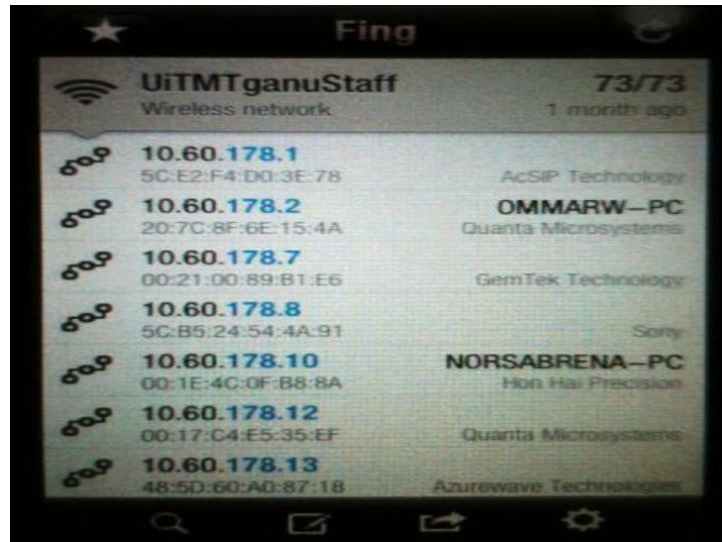 Fing
UiTMTganuStaff 73/73
Wireless network 1 month ago
10.60.178.1
5C:E2:F4:D0:3E:78 AcSIP Technology
10.60.178.2 OMMARW–PC
20:7C:8F:6E:15:4A Quanta Microsystems
10.60.178.7
00:21:00:89:B1:E6 GemTek Technology
10.60.178.8
5C:B5:24:54:4A:91 Sony
10.60.178.10 NORSABRENA–PC
00:1E:4C:0F:B8:8A Hon Hai Precision
10.60.178.12
00:17:C4:E5:35:EF Quanta Microsystems
10.60.178.13
48:5D:60:A0:87:18 Azurewave Technologies